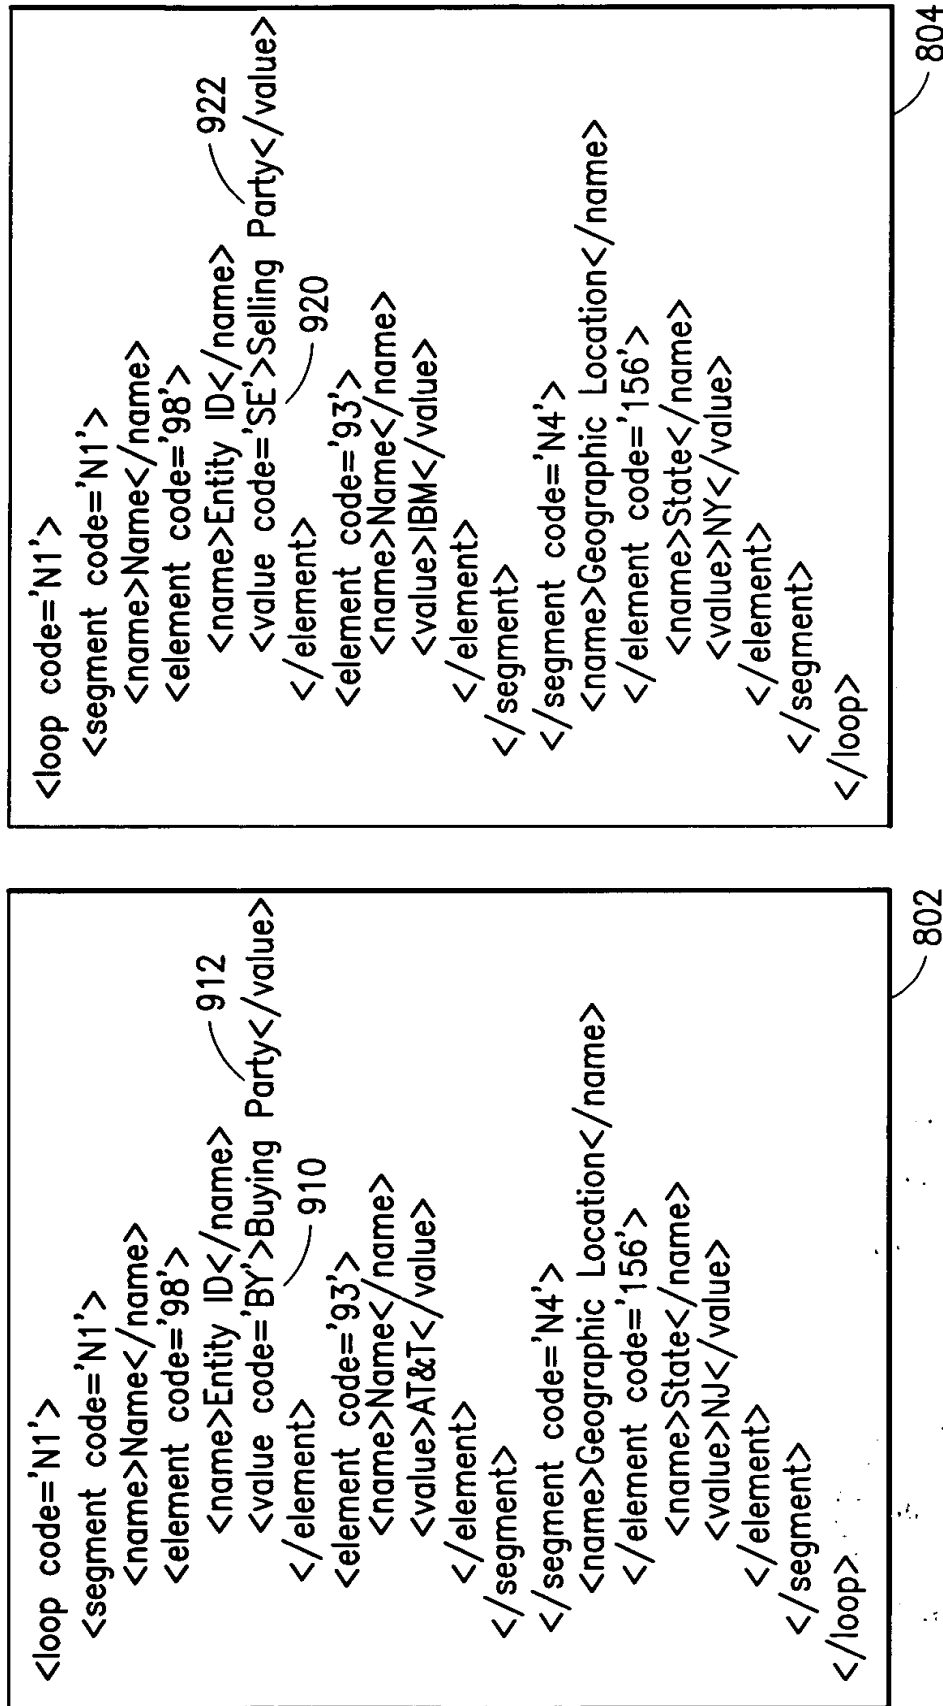 <loop code='N1'>
<segment code='N1'>
<name>Name</name>
<element code='98'>
<name>Entity ID</name>
912
<value code='BY'>Buying Party</value>
</element>
910
<element code='93'>
<name>Name</name>
<value>AT&T</value>
</element>
</segment>
</segment code='N4'>
<name>Geographic Location</name>
</element code='156'>
<name>State</name>
<value>NJ</value>
</element>
</segment>
</loop>
802
<loop code='N1'>
<segment code='N1'>
<name>Name</name>
<element code='98'>
<name>Entity ID</name>
922
<value code='SE'>Selling Party</value>
</element>
920
<element code='93'>
<name>Name</name>
<value>IBM</value>
</element>
</segment>
</segment code='N4'>
<name>Geographic Location</name>
</element code='156'>
<name>State</name>
<value>NY</value>
</element>
</segment>
</loop>
804